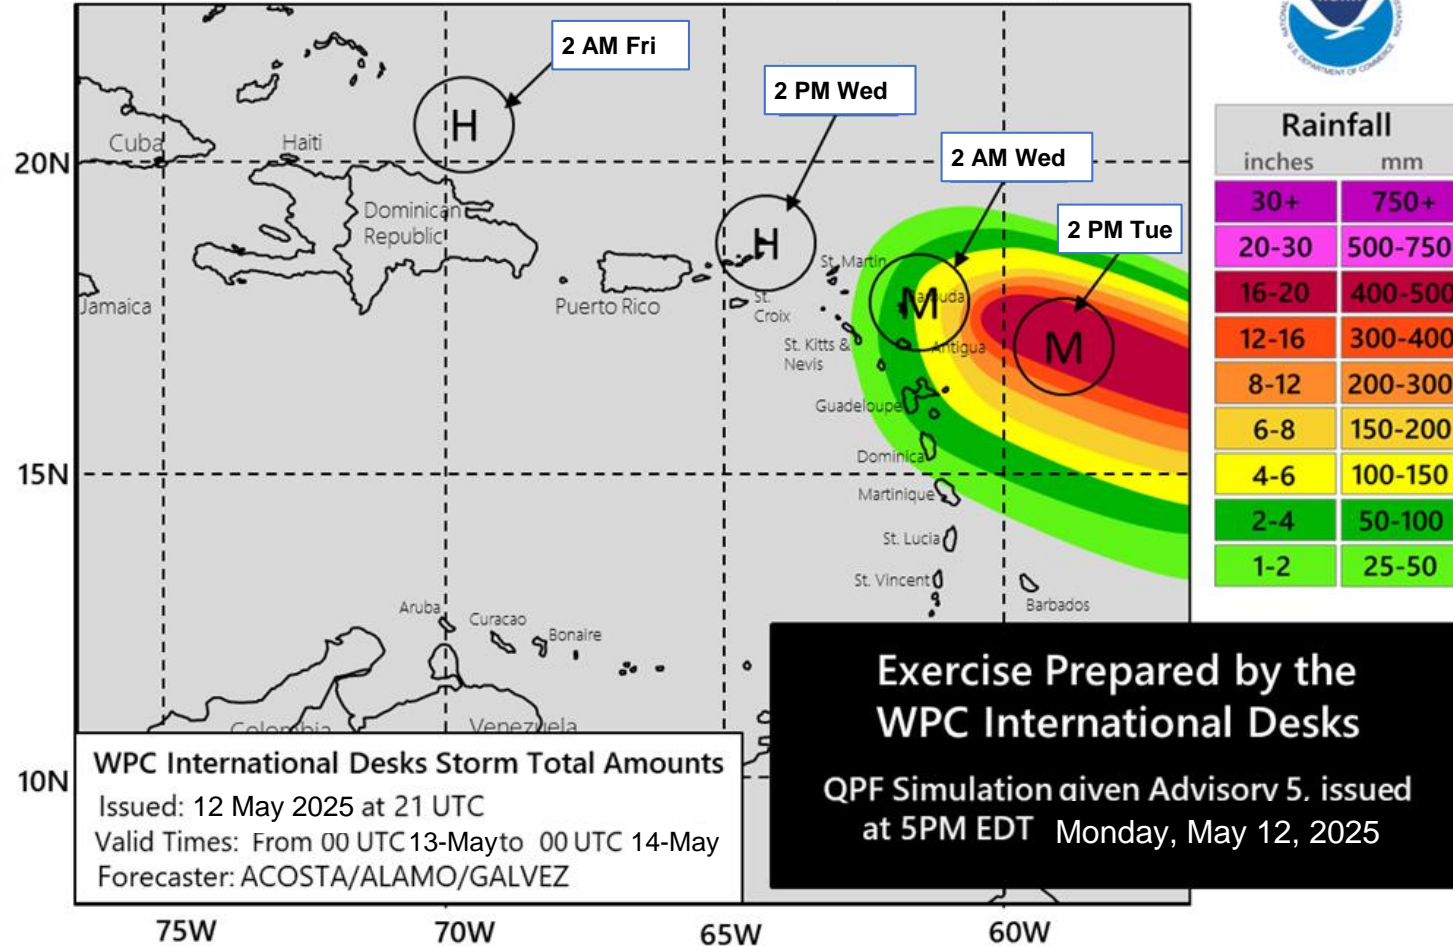 2 AM Fri
2 PM Wed
2 AM Wed
2 PM Tue
NATIONAL
U.S. DEPARTMENT OF COMMERCE
H
H
M
M
20N
15N
10N
75W
70W
65W
60W
Cuba
Haiti
Dominican
Republic
Jamaica
Puerto Rico
St.
Croix
St. Martin
Antigua
St. Kitts &
Nevis
Guadeloupe
Dominica
Martinique
St. Lucia
St. Vincent
Barbados
Aruba
Curacao
Bonaire
Colombia
Venezuela
Rainfall
inches mm
30+ 750+
20-30 500-750
16-20 400-500
12-16 300-400
8-12 200-300
6-8 150-200
4-6 100-150
2-4 50-100
1-2 25-50
WPC International Desks Storm Total Amounts
Issued: 12 May 2025 at 21 UTC
Valid Times: From 00 UTC 13-May to 00 UTC 14-May
Forecaster: ACOSTA/ALAMO/GALVEZ
Exercise Prepared by the
WPC International Desks
QPF Simulation given Advisory 5, issued
at 5PM EDT Monday, May 12, 2025